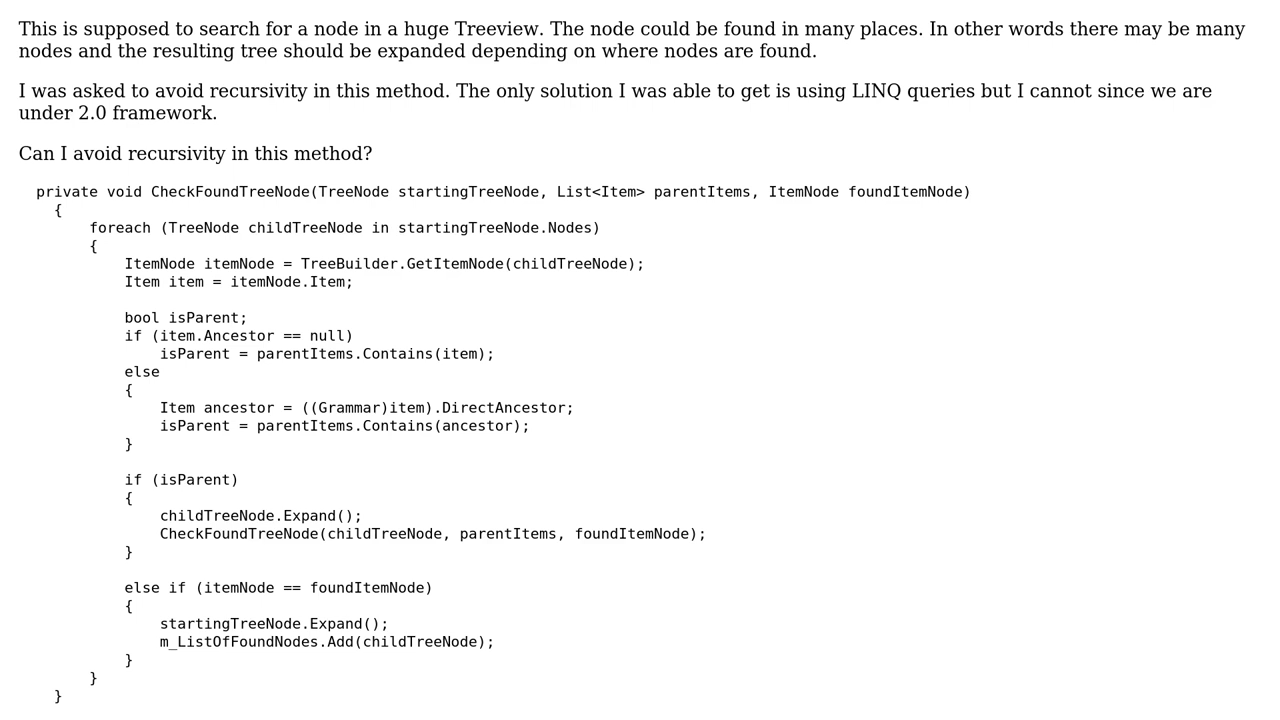 This is supposed to search for a node in a huge Treeview. The node could be found in many places. In other words there may be many
nodes and the resulting tree should be expanded depending on where nodes are found.
I was asked to avoid recursivity in this method. The only solution I was able to get is using LINQ queries but I cannot since we are
under 2.0 framework.
Can I avoid recursivity in this method?
private void CheckFoundTreeNode(TreeNode startingTreeNode, List<Item> parentItems, ItemNode foundItemNode)
{
foreach (TreeNode childTreeNode in startingTreeNode.Nodes)
{
ItemNode itemNode = TreeBuilder.GetItemNode(childTreeNode);
Item item = itemNode.Item;
bool isParent;
if (item.Ancestor == null)
isParent = parentItems.Contains(item);
else
{
Item ancestor = ((Grammar)item).DirectAncestor;
isParent = parentItems.Contains(ancestor);
}
if (isParent)
{
childTreeNode.Expand();
CheckFoundTreeNode(childTreeNode, parentItems, foundItemNode);
}
else if (itemNode == foundItemNode)
{
startingTreeNode.Expand();
m_ListOfFoundNodes.Add(childTreeNode);
}
}
}